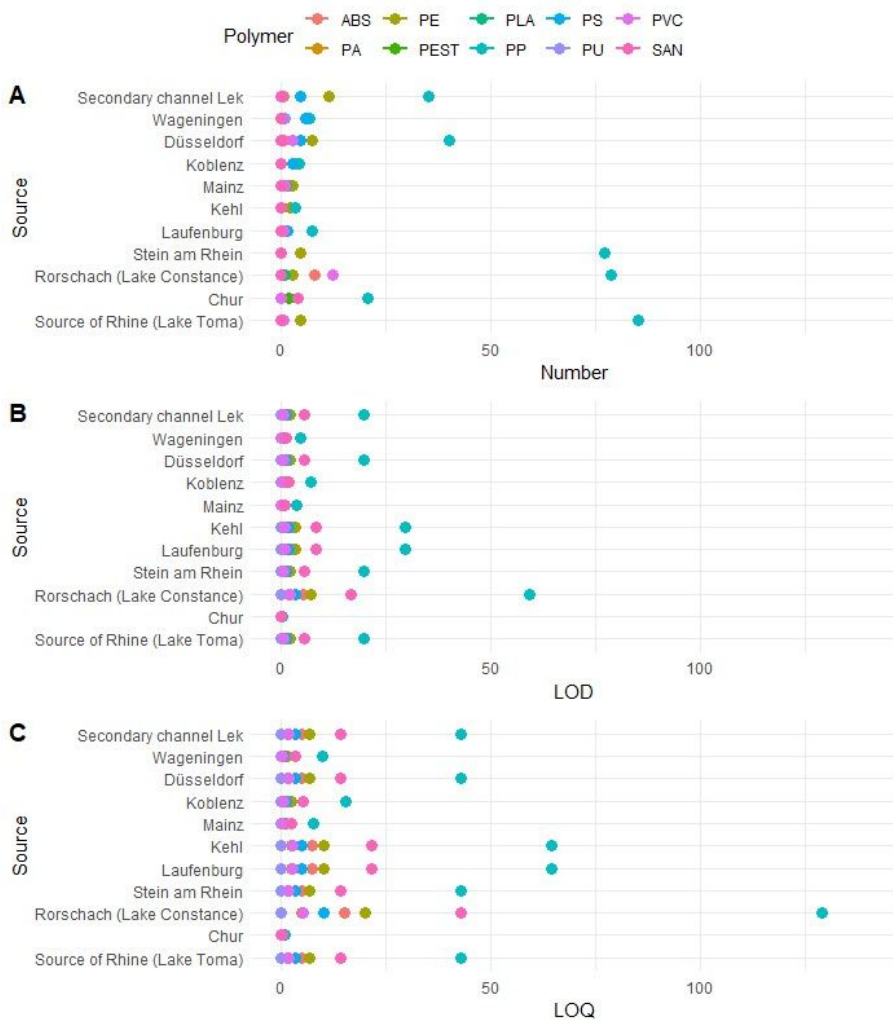 Polymer ABS PE PLA PS PVC
PA PEST PP PU SAN
A
Source
Secondary channel Lek
Wageningen
Düsseldorf
Koblenz
Mainz
Kehl
Laufenburg
Stein am Rhein
Rorschach (Lake Constance)
Chur
Source of Rhine (Lake Toma)
0 50 100
Number
B
Source
Secondary channel Lek
Wageningen
Düsseldorf
Koblenz
Mainz
Kehl
Laufenburg
Stein am Rhein
Rorschach (Lake Constance)
Chur
Source of Rhine (Lake Toma)
0 50 100
LOD
C
Source
Secondary channel Lek
Wageningen
Düsseldorf
Koblenz
Mainz
Kehl
Laufenburg
Stein am Rhein
Rorschach (Lake Constance)
Chur
Source of Rhine (Lake Toma)
0 50 100
LOQ